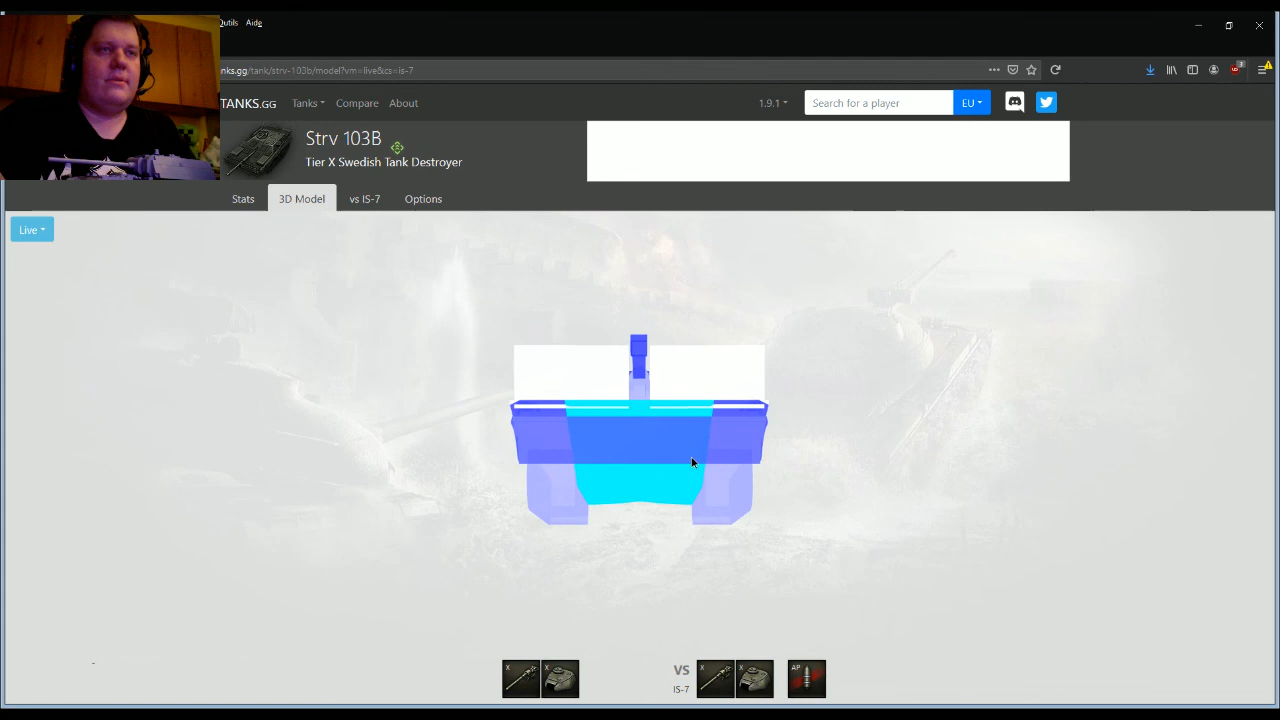 Outils Aide
nks.gg/tank/strv-103b/model?vm=live&cs=is-7
TANKS.GG Tanks Compare About 1.9.1 Search for a player EU
Strv 103B
Tier X Swedish Tank Destroyer
Stats 3D Model vs IS-7 Options
Live
X X VS X X AP
IS-7